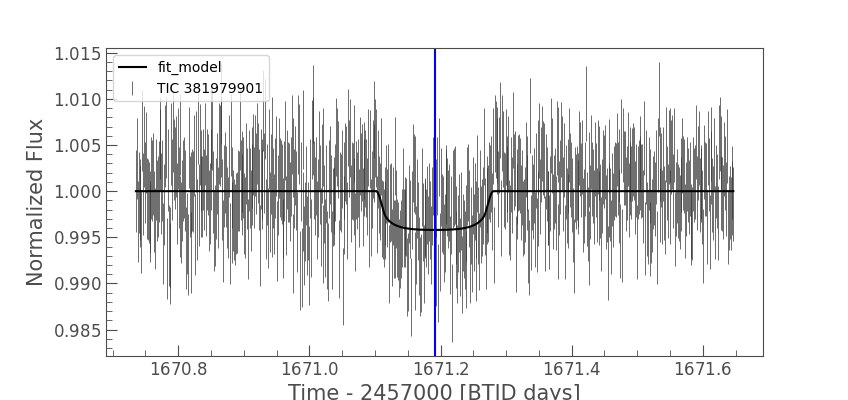 1.015
1.010
1.005
1.000
0.995
0.990
0.985
Normalized Flux
fit_model
TIC 381979901
1670.8 1671.0 1671.2 1671.4 1671.6
Time - 2457000 [BTJD days]